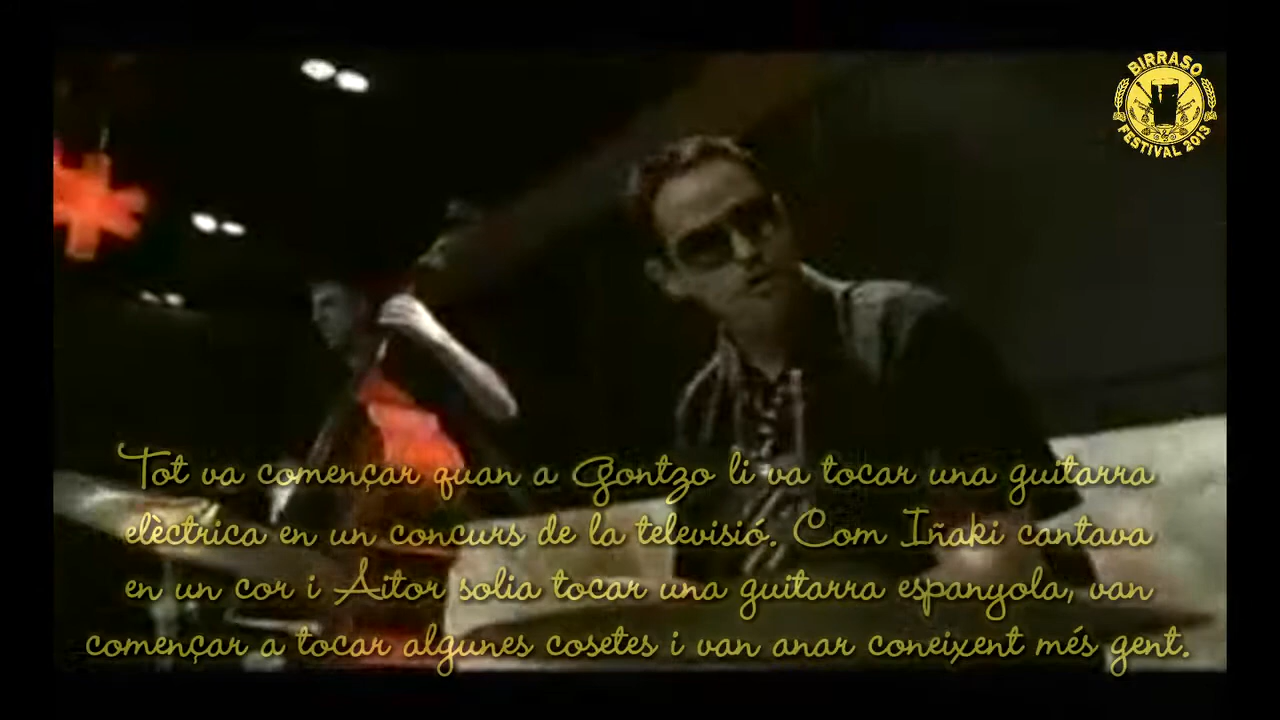 BIRRASO
FESTIVAL 2013
Tot va començar quan a Gontzo li va tocar una guitarra
elèctrica en un concurs de la televisió. Com Iñaki cantava
en un cor i Aitor solia tocar una guitarra espanyola, van
començar a tocar algunes cosetes i van anar coneixent més gent.